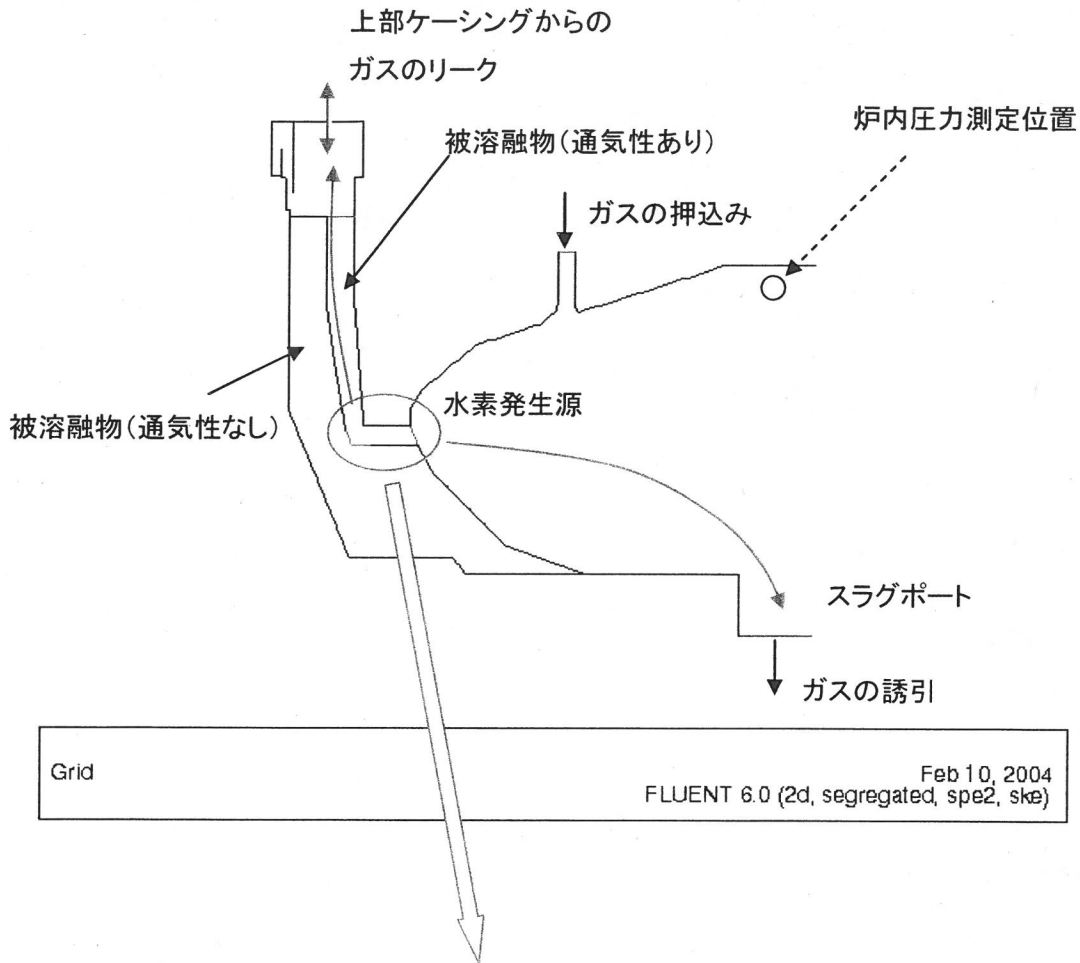 上部ケーシングからの
ガスのリーク
炉内圧力測定位置
被溶融物(通気性あり)
ガスの押込み
水素発生源
被溶融物(通気性なし)
スラグポート
ガスの誘引
Grid
Feb 10, 2004
FLUENT 6.0 (2d, segregated, spe2, ske)